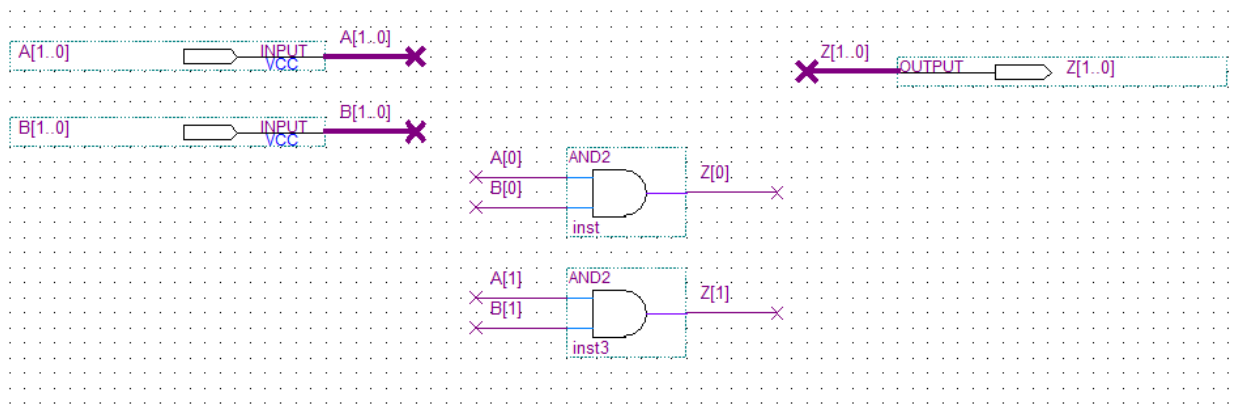 A[1..0] INPUT VCC A[1..0]
Z[1..0] OUTPUT Z[1..0]
B[1..0] INPUT VCC B[1..0]
A[0] AND2 Z[0]
B[0]
inst
A[1] AND2 Z[1]
B[1]
inst3